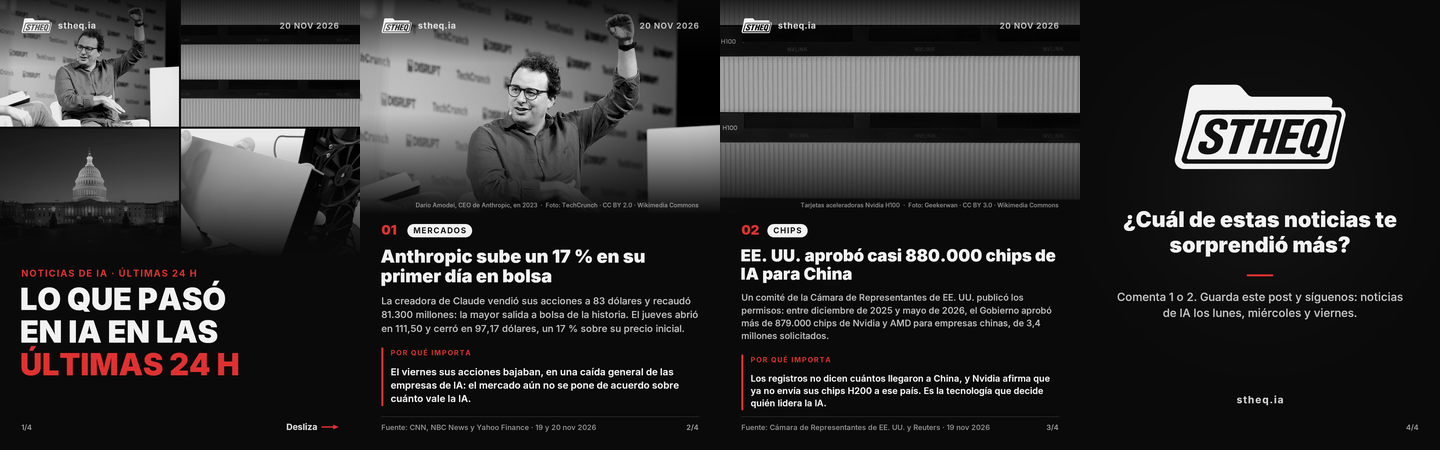 STHEQ stheq.ia 20 NOV 2026
NOTICIAS DE IA · ÚLTIMAS 24 H
LO QUE PASÓ
EN IA EN LAS
ÚLTIMAS 24 H
1/4 Desliza
STHEQ stheq.ia 20 NOV 2026
DISRUPT
TechCrunch
DISRUPT
TechCrunch
Darío Amodei, CEO de Anthropic, en 2023 · Foto: TechCrunch · CC BY 2.0 · Wikimedia Commons
01 MERCADOS
Anthropic sube un 17 % en su
primer día en bolsa
La creadora de Claude vendió sus acciones a 83 dólares y recaudó
81.300 millones: la mayor salida a bolsa de la historia. El jueves abrió
en 111,50 y cerró en 97,17 dólares, un 17 % sobre su precio inicial.
POR QUÉ IMPORTA
El viernes sus acciones bajaban, en una caída general de las
empresas de IA: el mercado aún no se pone de acuerdo sobre
cuánto vale la IA.
Fuente: CNN, NBC News y Yahoo Finance · 19 y 20 nov 2026 2/4
STHEQ stheq.ia 20 NOV 2026
H100
H100
Tarjetas aceleradoras Nvidia H100 · Foto: Geekerwan · CC BY 3.0 · Wikimedia Commons
02 CHIPS
EE. UU. aprobó casi 880.000 chips de
IA para China
Un comité de la Cámara de Representantes de EE. UU. publicó los
permisos: entre diciembre de 2025 y mayo de 2026, el Gobierno aprobó
más de 879.000 chips de Nvidia y AMD para empresas chinas, de 3,4
millones solicitados.
POR QUÉ IMPORTA
Los registros no dicen cuántos llegaron a China, y Nvidia afirma que
ya no envía sus chips H200 a ese país. Es la tecnología que decide
quién lidera la IA.
Fuente: Cámara de Representantes de EE. UU. y Reuters · 19 nov 2026 3/4
STHEQ
¿Cuál de estas noticias te
sorprendió más?
Comenta 1 o 2. Guarda este post y síguenos: noticias
de IA los lunes, miércoles y viernes.
stheq.ia
4/4